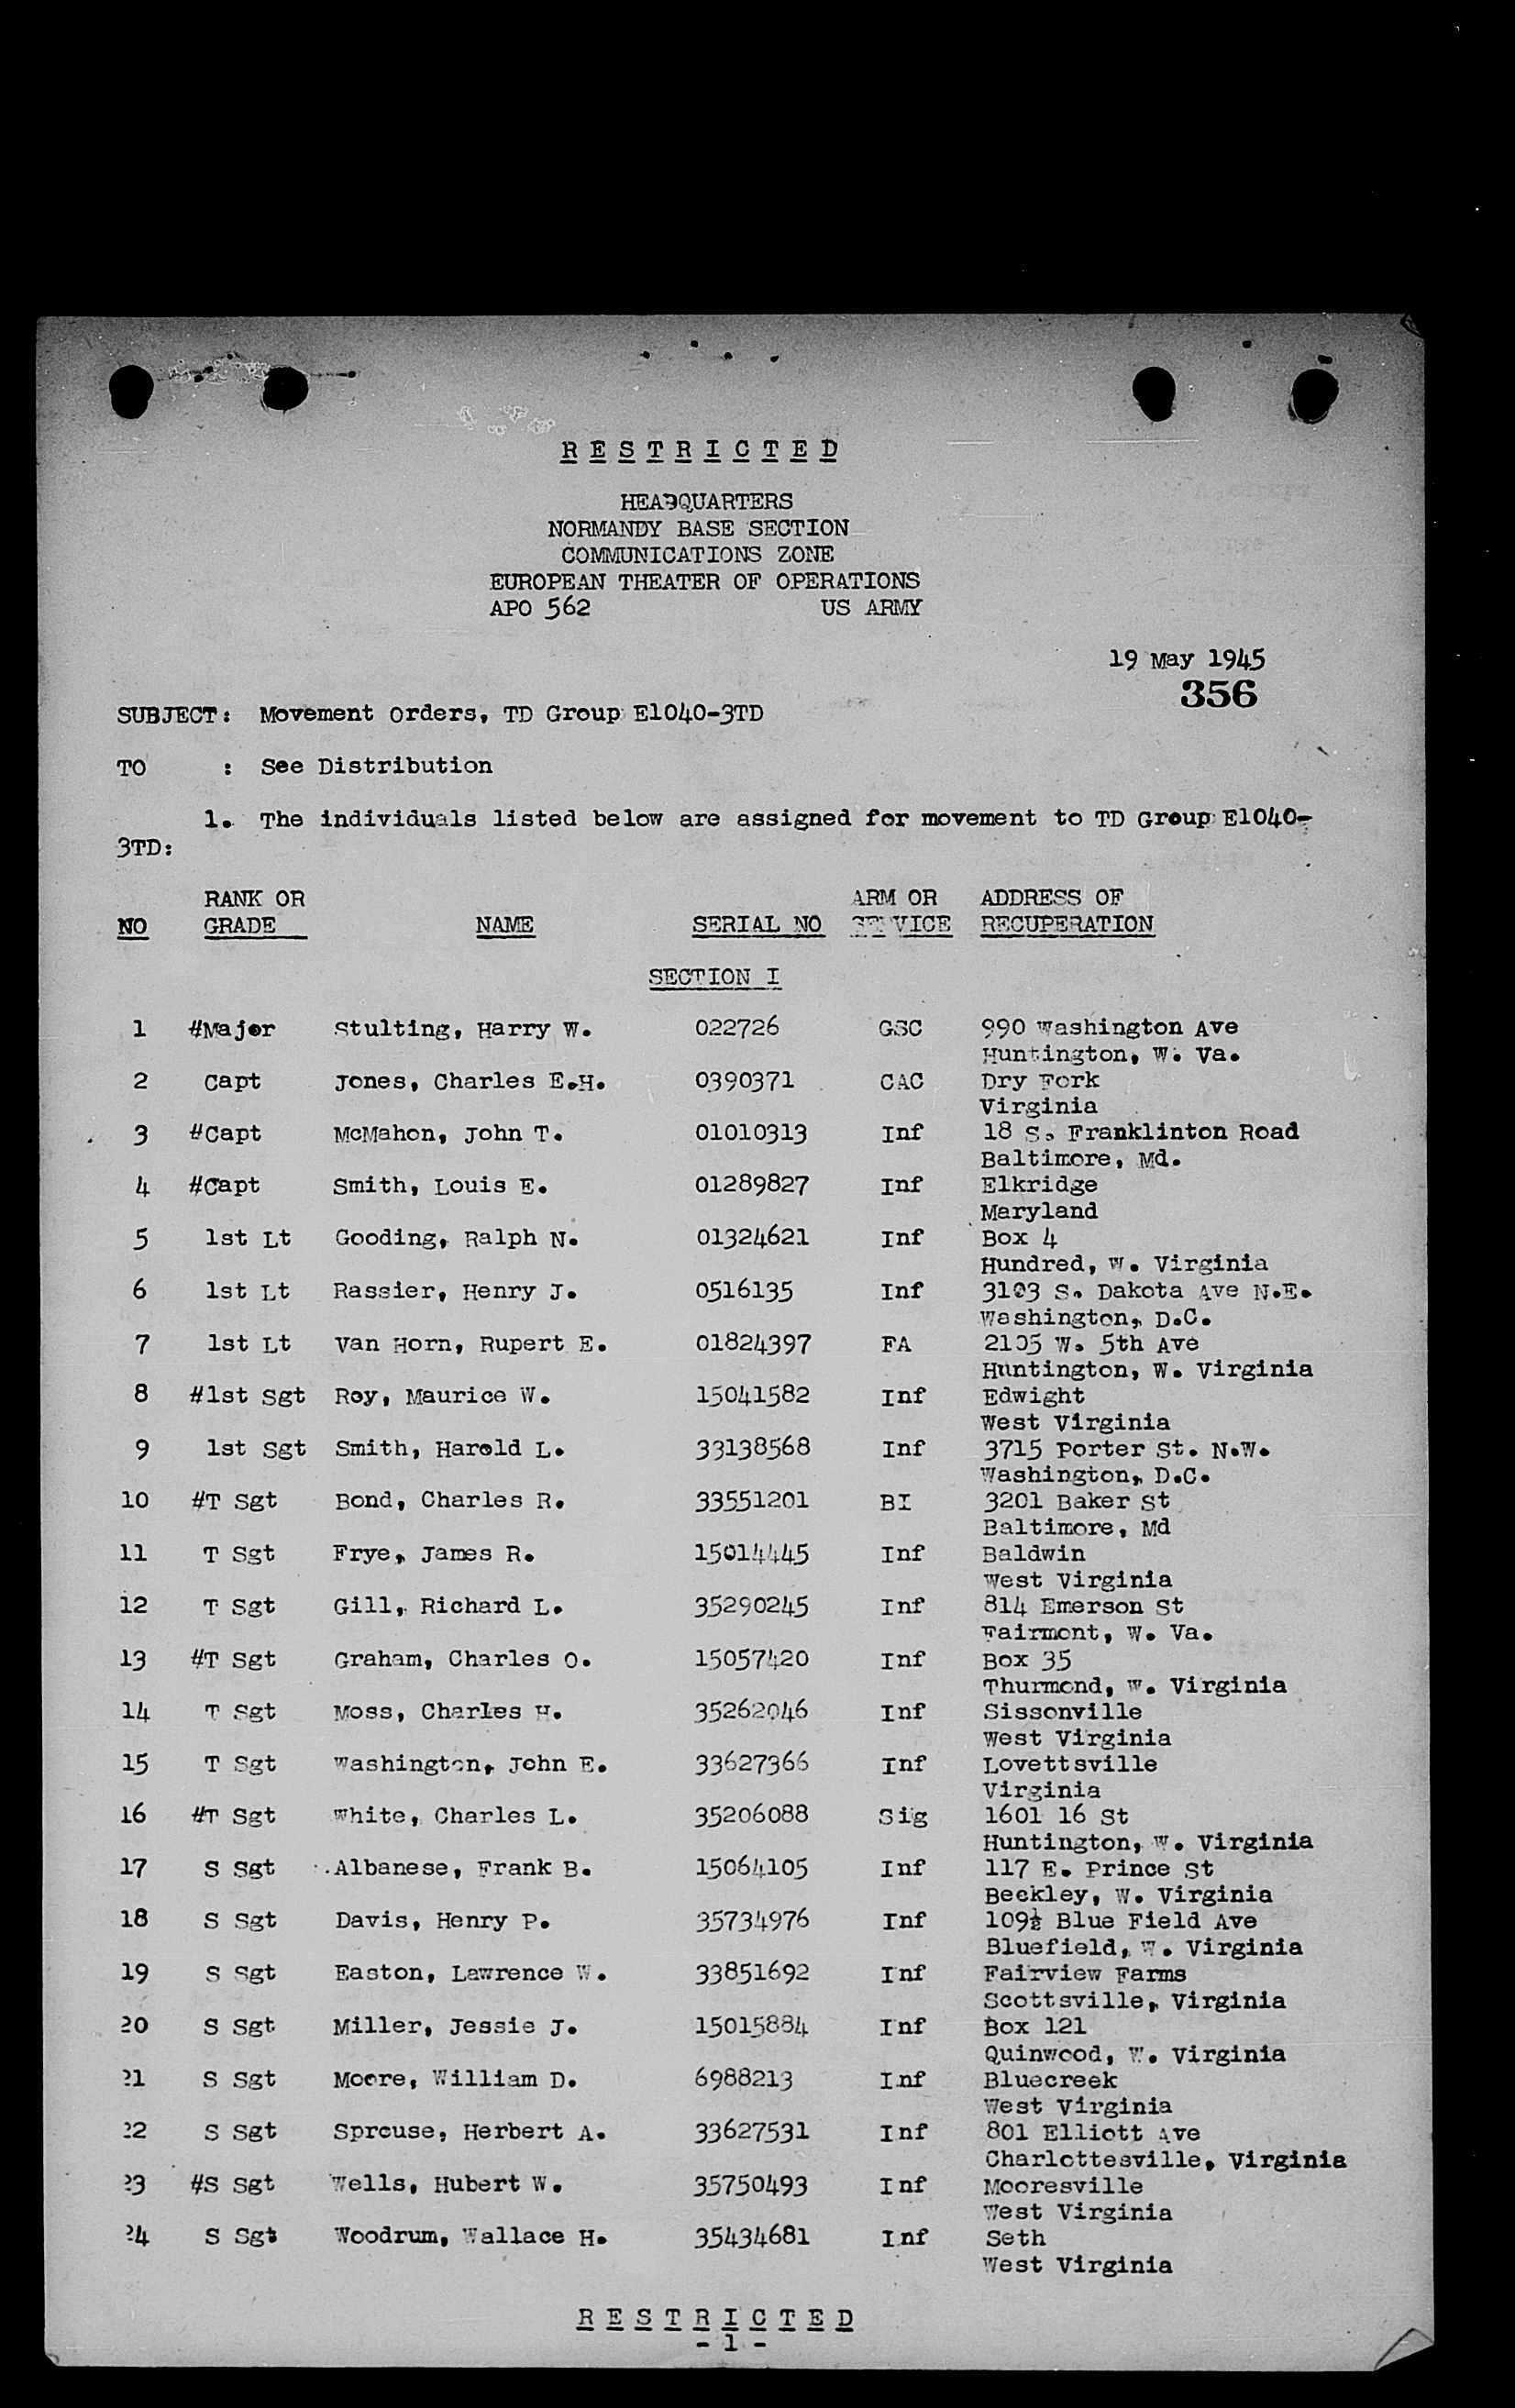 RESTRICTED
HEADQUARTERS
NORMANDY BASE SECTION
COMMUNICATIONS ZONE
EUROPEAN THEATER OF OPERATIONS
APO 562 US ARMY
19 May 1945
356
SUBJECT: Movement Orders, TD Group E1040-3TD
TO : See Distribution
1. The individuals listed below are assigned for movement to TD Group E1040-
3TD:
RANK OR ARM OR ADDRESS OF
NO GRADE NAME SERIAL NO SERVICE RECUPERATION
SECTION I
1 #Major Stulting, Harry W. 022726 GSC 990 Washington Ave
Huntington, W. Va.
2 Capt Jones, Charles E.H. 0390371 CAC Dry Fork
Virginia
3 #Capt McMahon, John T. 01010313 Inf 18 S. Franklinton Road
Baltimore, Md.
4 #Capt Smith, Louis E. 01289827 Inf Elkridge
Maryland
5 1st Lt Gooding, Ralph N. 01324621 Inf Box 4
Hundred, W. Virginia
6 1st Lt Rassier, Henry J. 0516135 Inf 3103 S. Dakota Ave N.E.
Washington, D.C.
7 1st Lt Van Horn, Rupert E. 01824397 FA 2105 W. 5th Ave
Huntington, W. Virginia
8 #1st Sgt Roy, Maurice W. 15041582 Inf Edwight
West Virginia
9 1st Sgt Smith, Harold L. 33138568 Inf 3715 Porter St. N.W.
Washington, D.C.
10 #T Sgt Bond, Charles R. 33551201 BI 3201 Baker St
Baltimore, Md
11 T Sgt Frye, James R. 15014445 Inf Baldwin
West Virginia
12 T Sgt Gill, Richard L. 35290245 Inf 814 Emerson St
Fairmont, W. Va.
13 #T Sgt Graham, Charles O. 15057420 Inf Box 35
Thurmond, W. Virginia
14 T Sgt Moss, Charles H. 35262046 Inf Sissonville
West Virginia
15 T Sgt Washington, John E. 33627366 Inf Lovettsville
Virginia
16 #T Sgt White, Charles L. 35206088 Sig 1601 16 St
Huntington, W. Virginia
17 S Sgt Albanese, Frank B. 15064105 Inf 117 E. Prince St
Beckley, W. Virginia
18 S Sgt Davis, Henry P. 35734976 Inf 109½ Blue Field Ave
Bluefield, W. Virginia
19 S Sgt Easton, Lawrence W. 33851692 Inf Fairview Farms
Scottsville, Virginia
20 S Sgt Miller, Jessie J. 15015884 Inf Box 121
Quinwood, W. Virginia
21 S Sgt Moore, William D. 6988213 Inf Bluecreek
West Virginia
22 S Sgt Sprouse, Herbert A. 33627531 Inf 801 Elliott Ave
Charlottesville, Virginia
23 #S Sgt Wells, Hubert W. 35750493 Inf Mooresville
West Virginia
24 S Sgt Woodrum, Wallace H. 35434681 Inf Seth
West Virginia
RESTRICTED
- 1 -